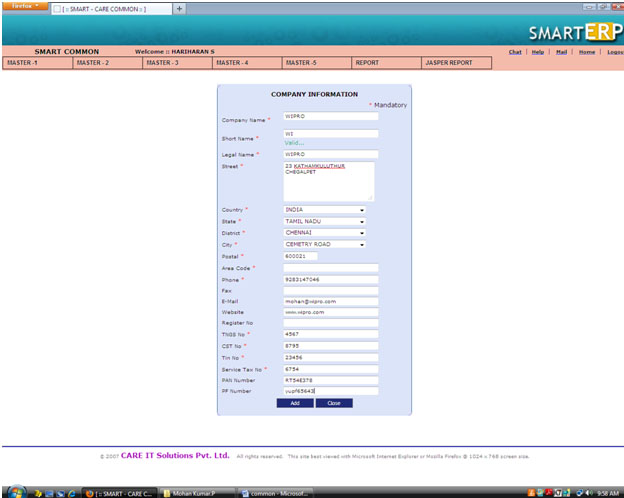 Firefox
[ :: SMART - CARE COMMON :: ]
+
SMARTERP
SMART COMMON Welcome :: HARIHARAN S Chat | Help | Mail | Home | Logout
MASTER -1 MASTER - 2 MASTER - 3 MASTER - 4 MASTER -5 REPORT JASPER REPORT
COMPANY INFORMATION
* Mandatory
Company Name * WIPRO
Short Name * WI
Valid...
Legal Name * WIPRO
Street * 23 KATHAMKULUTHUR
CHEGALPET
Country * INDIA
State * TAMIL NADU
District * CHENNAI
City * CEMETRY ROAD
Postal * 600021
Area Code *
Phone * 9283147046
Fax
E-Mail mohan@wipro.com
Website www.wipro.com
Register No
TNGS No * 4567
CST No * 8795
Tin No * 23456
Service Tax No * 6754
PAN Number RT54E378
PF Number yupf65643
Add Close
© 2007 CARE IT Solutions Pvt. Ltd. All rights reserved. This site best viewed with Microsoft Internet Explorer or Mozilla Firefox @ 1024 x 768 screen size.
[ :: SMART - CARE C... Mohan Kumar.P common - Microsof... 9:58 AM